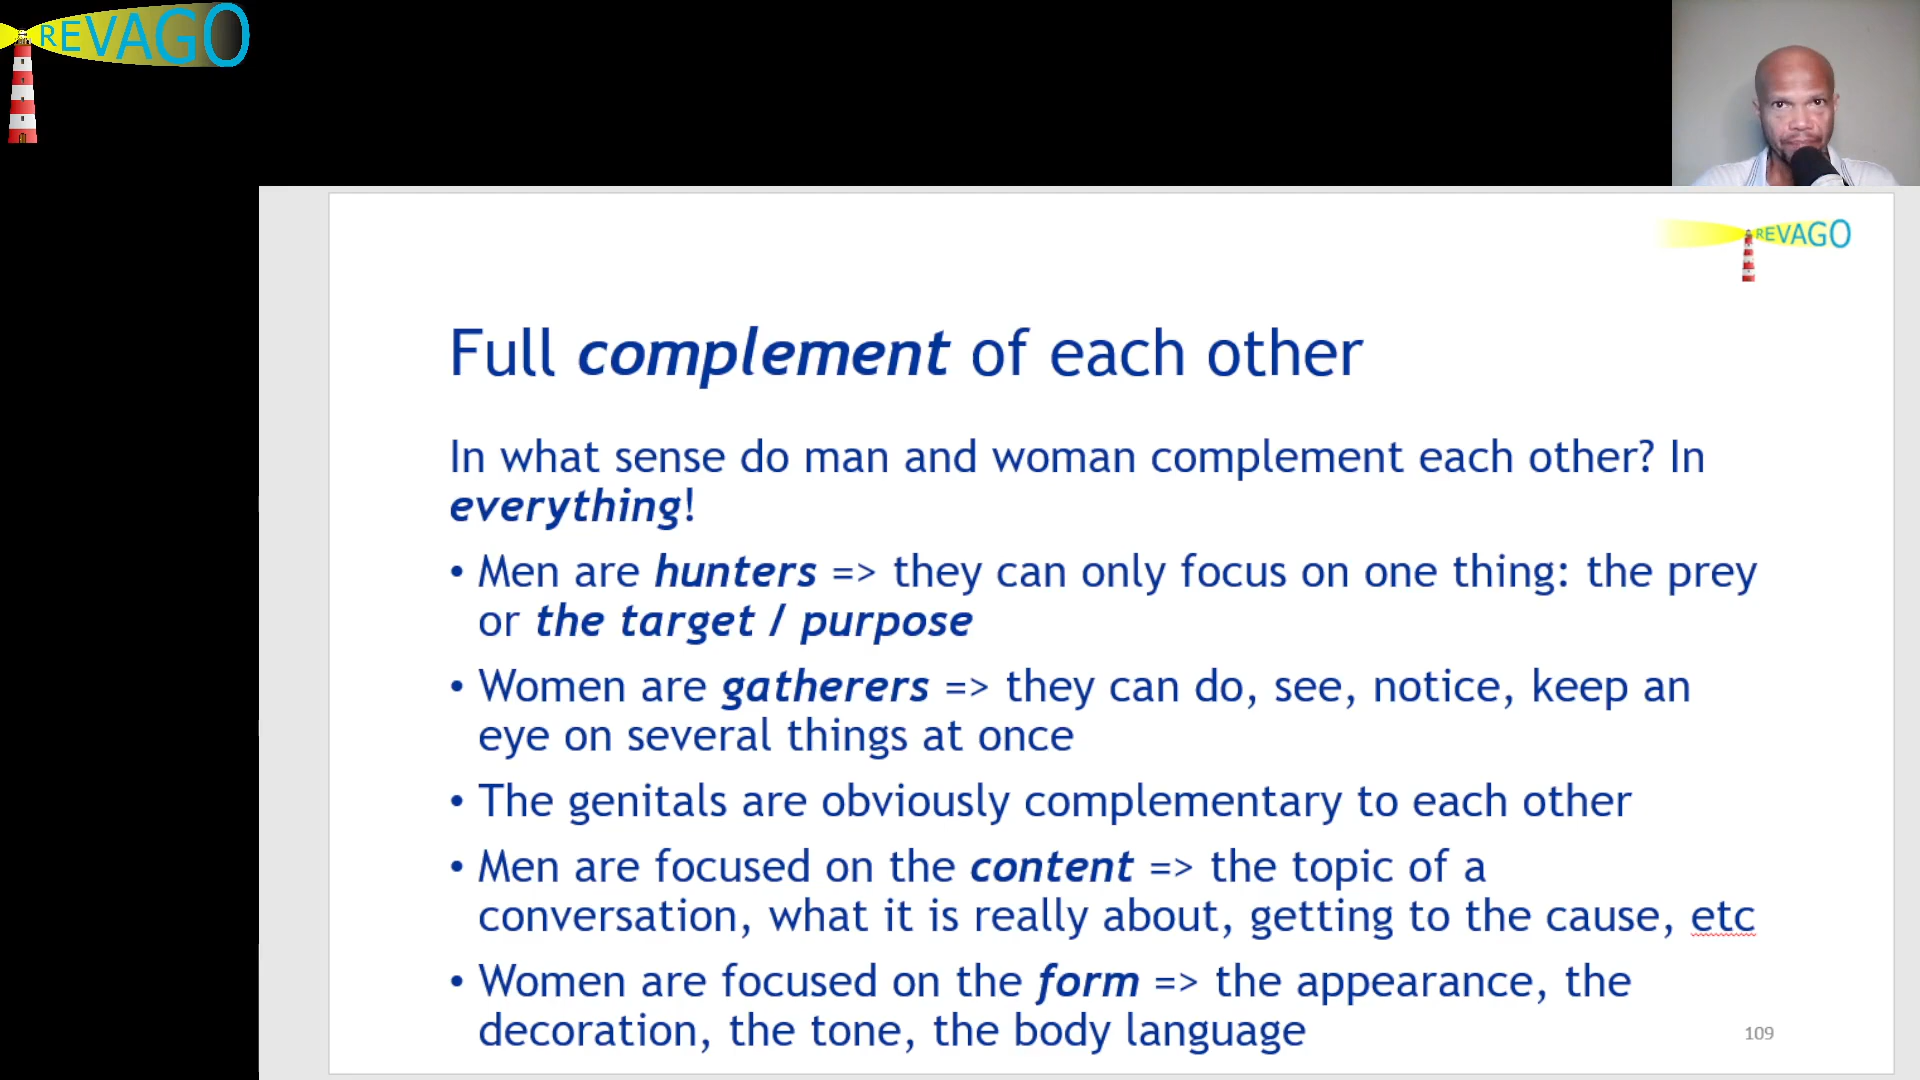 REVAGO
REVAGO
Full complement of each other
In what sense do man and woman complement each other? In
everything!
• Men are hunters => they can only focus on one thing: the prey
or the target / purpose
• Women are gatherers => they can do, see, notice, keep an
eye on several things at once
• The genitals are obviously complementary to each other
• Men are focused on the content => the topic of a
conversation, what it is really about, getting to the cause, etc
• Women are focused on the form => the appearance, the
decoration, the tone, the body language
109